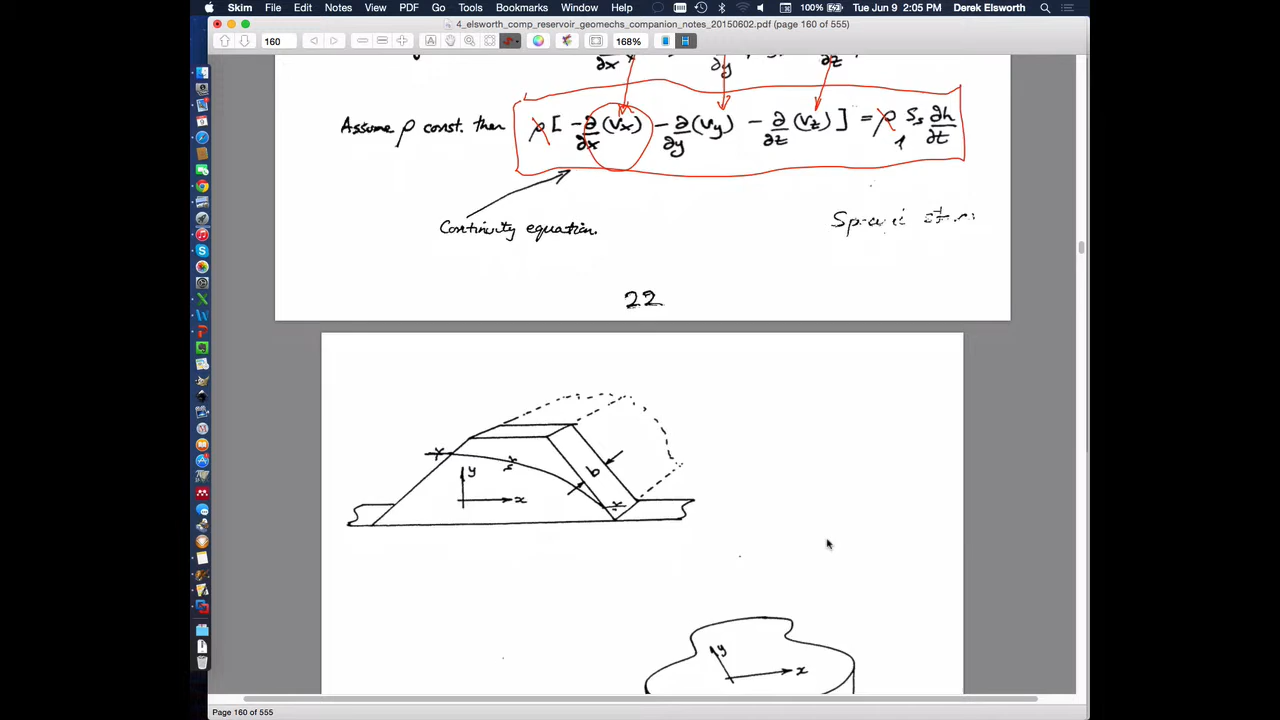 Skim File Edit Notes View PDF Go Tools Bookmarks Window Help 100% Tue Jun 9 2:05 PM Derek Elsworth
4_elsworth_comp_reservoir_geomechs_companion_notes_20150602.pdf (page 160 of 555)
160 168%
∂x ∂y ∂z
Assume ρ const. then ρ [ -∂/∂x (vx) - ∂/∂y (vy) - ∂/∂z (vz) ] = ρ Ss ∂h/∂t
1
Continuity equation.
22
y
x
b
y
x
Page 160 of 555